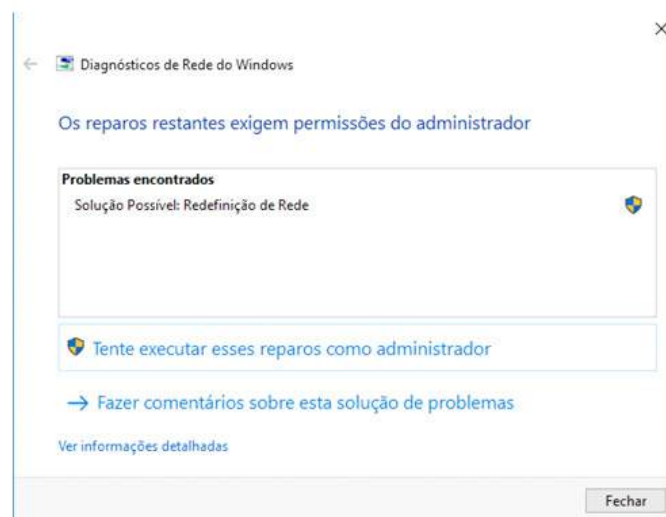 Diagnósticos de Rede do Windows
Os reparos restantes exigem permissões do administrador
Problemas encontrados
Solução Possível: Redefinição de Rede
Tente executar esses reparos como administrador
Fazer comentários sobre esta solução de problemas
Ver informações detalhadas
Fechar